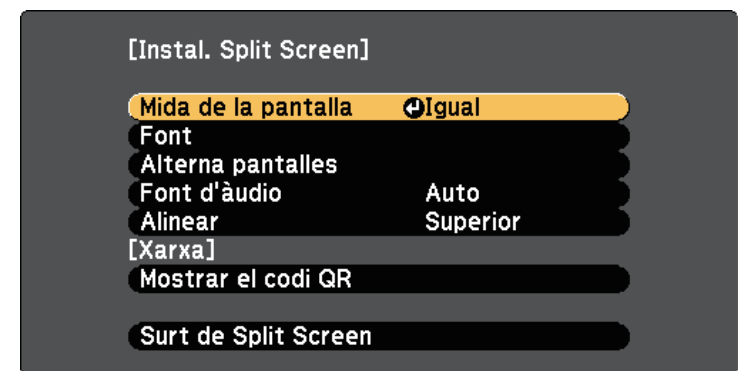 [Instal. Split Screen]
Mida de la pantalla Igual
Font
Alterna pantalles
Font d'àudio Auto
Alinear Superior
[Xarxa]
Mostrar el codi QR
Surt de Split Screen